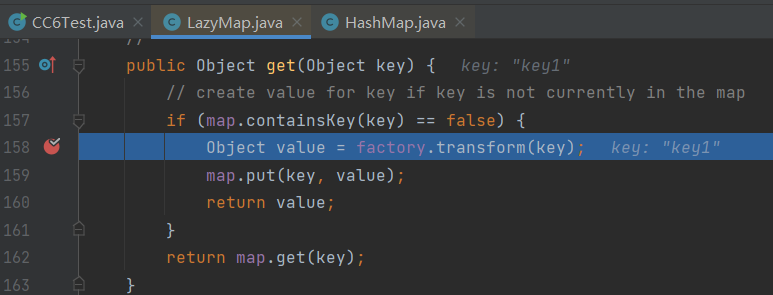 CC6Test.java × LazyMap.java × HashMap.java ×
154 //
155 public Object get(Object key) { key: "key1"
156 // create value for key if key is not currently in the map
157 if (map.containsKey(key) == false) {
158 Object value = factory.transform(key); key: "key1"
159 map.put(key, value);
160 return value;
161 }
162 return map.get(key);
163 }